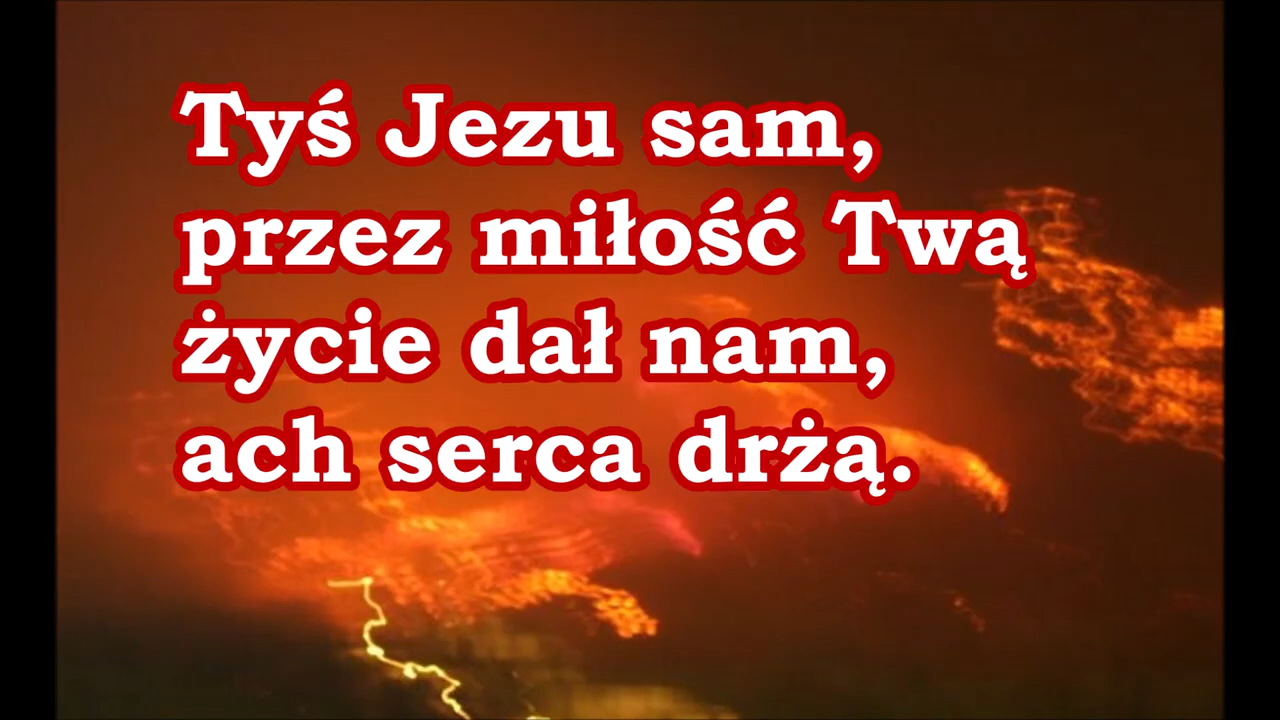 Tyś Jezu sam,
przez miłość Twą
życie dał nam,
ach serca drżą.